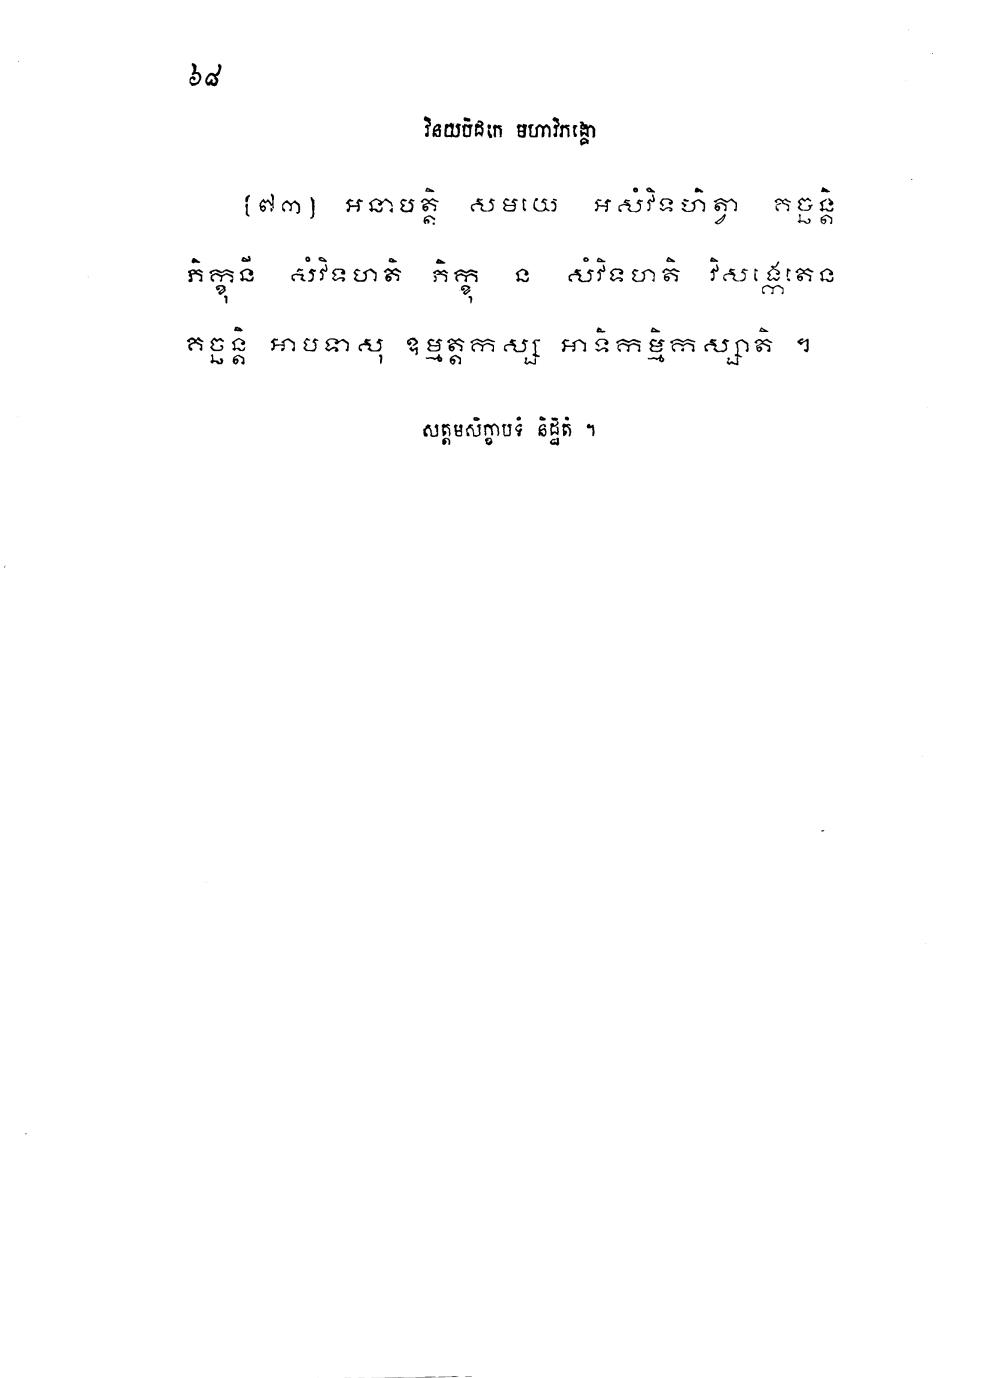 ៦៨
វិនយបិដកេ មហាវិភង្គោ
[៧៣] អនាបត្តិ សមយេ អសំវិទហិត្វា គច្ឆន្តិ
ភិក្ខុនី សំវិទហតិ ភិក្ខុ ន សំវិទហតិ វិសង្កេតេន
គច្ឆន្តិ អាបទាសុ ឧម្មត្តកស្ស អាទិកម្មិកស្សាតិ ។
សត្តមសិក្ខាបទំ និដ្ឋិតំ ។